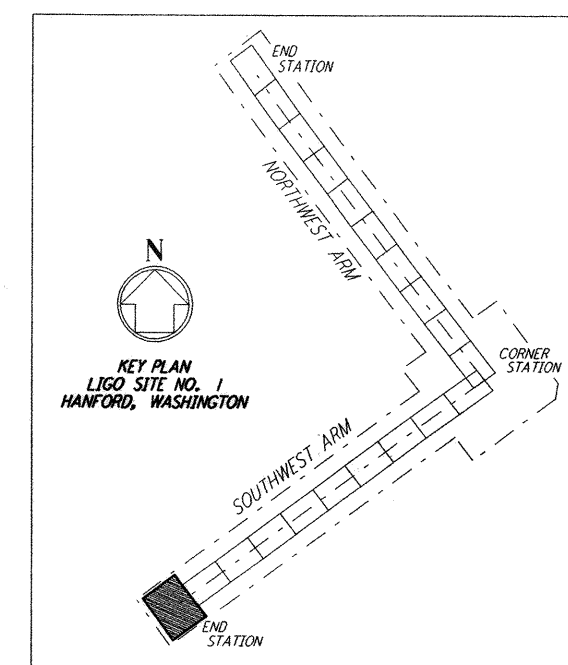 END
STATION
NORTHWEST ARM
N
KEY PLAN
LIGO SITE NO. 1
HANFORD, WASHINGTON
CORNER
STATION
SOUTHWEST ARM
END
STATION